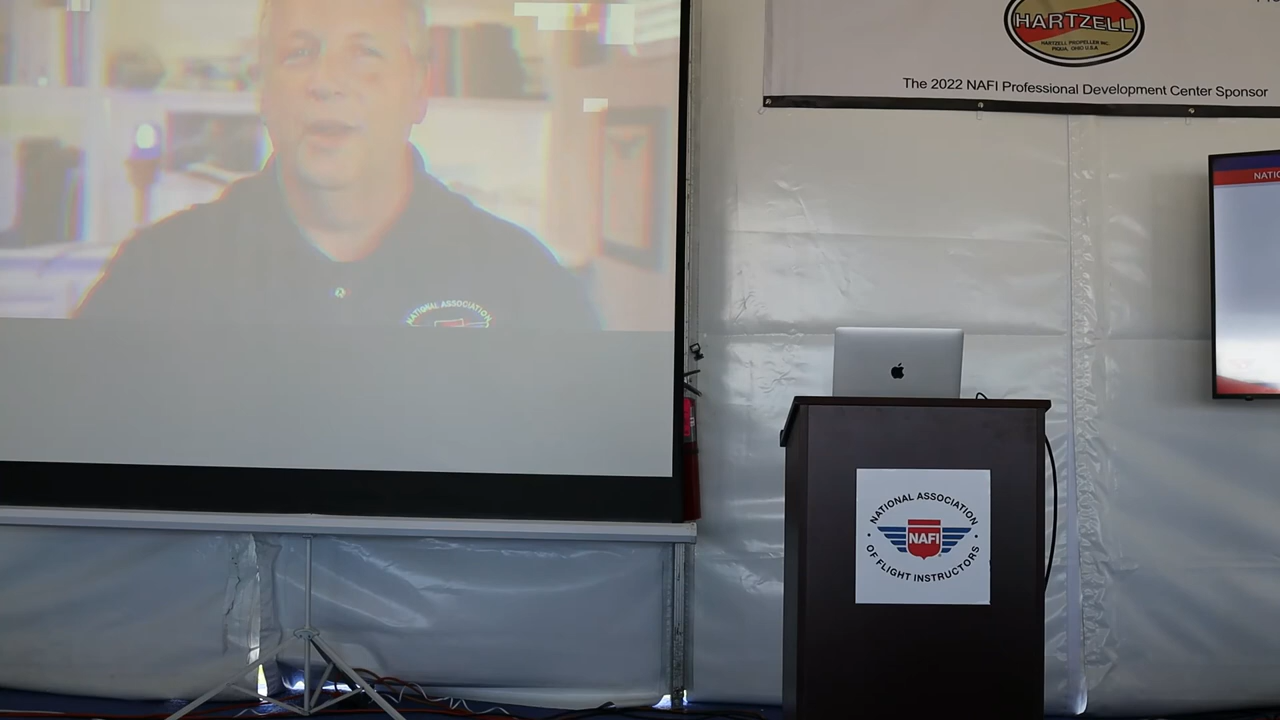 HARTZELL
HARTZELL PROPELLER INC.
PIQUA, OHIO U.S.A
The 2022 NAFI Professional Development Center Sponsor
NATIONAL ASSOCIATION
NATIONAL ASSOCIATION
NAFI
OF FLIGHT INSTRUCTORS